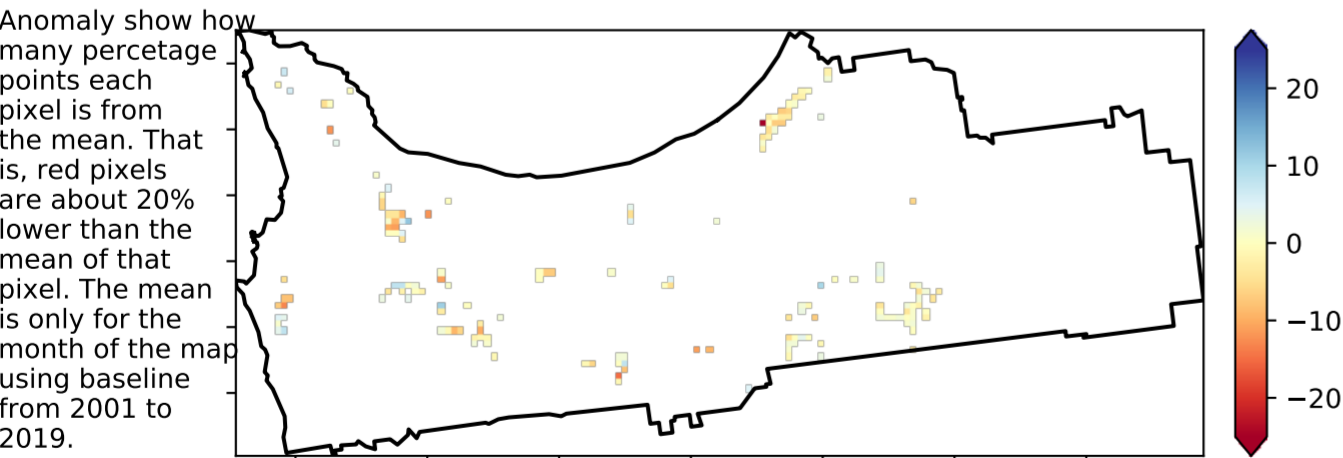 Anomaly show how
many percetage
points each
pixel is from
the mean. That
is, red pixels
are about 20%
lower than the
mean of that
pixel. The mean
is only for the
month of the map
using baseline
from 2001 to
2019.
20
10
0
−10
−20